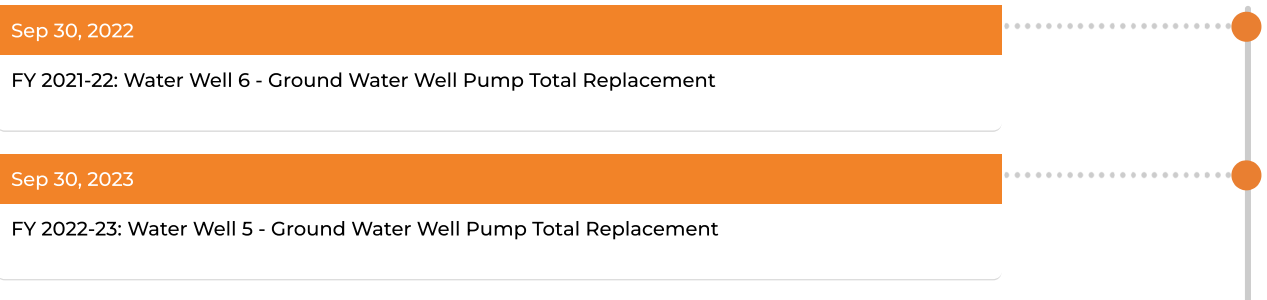 Sep 30, 2022
FY 2021-22: Water Well 6 - Ground Water Well Pump Total Replacement
Sep 30, 2023
FY 2022-23: Water Well 5 - Ground Water Well Pump Total Replacement